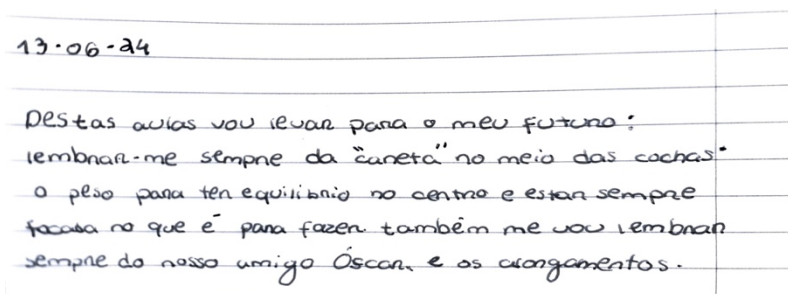 13.06-24
Destas aulas vou levar para o meu futuro:
lembrar-me sempre da "caneta" no meio das cochas.
o peso para ter equilibrio no centro e estar sempre
focada no que é para fazer também me vou lembrar
sempre do nosso amigo Óscar, e os alongamentos.